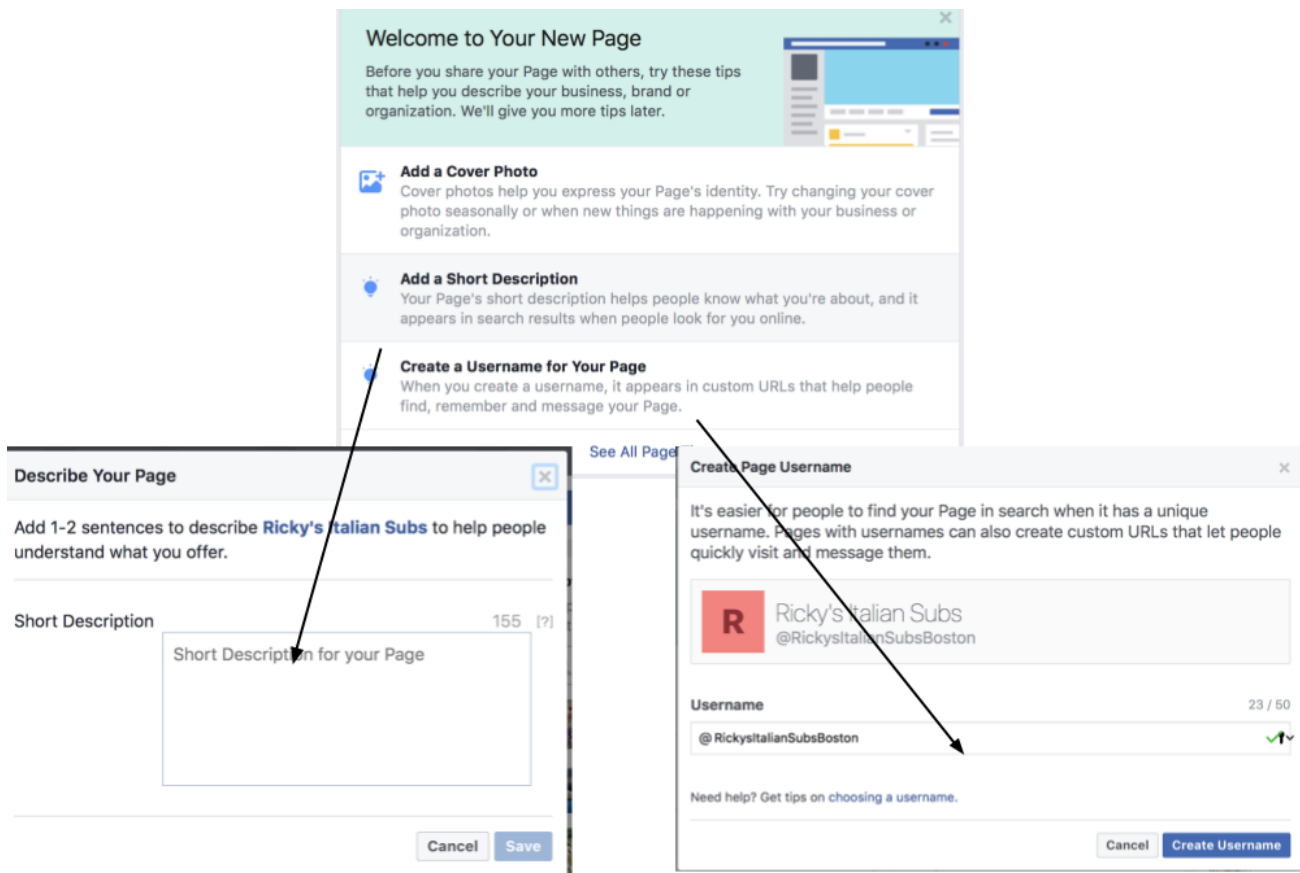 Welcome to Your New Page
Before you share your Page with others, try these tips
that help you describe your business, brand or
organization. We'll give you more tips later.
Add a Cover Photo
Cover photos help you express your Page's identity. Try changing your cover
photo seasonally or when new things are happening with your business or
organization.
Add a Short Description
Your Page's short description helps people know what you're about, and it
appears in search results when people look for you online.
Create a Username for Your Page
When you create a username, it appears in custom URLs that help people
find, remember and message your Page.
See All Page
Describe Your Page
Add 1-2 sentences to describe Ricky's Italian Subs to help people
understand what you offer.
Short Description 155 [?]
Short Description for your Page
Cancel Save
Create Page Username
It's easier for people to find your Page in search when it has a unique
username. Pages with usernames can also create custom URLs that let people
quickly visit and message them.
R
Ricky's Italian Subs
@RickysItalianSubsBoston
Username 23 / 50
@ RickysItalianSubsBoston
Need help? Get tips on choosing a username.
Cancel Create Username